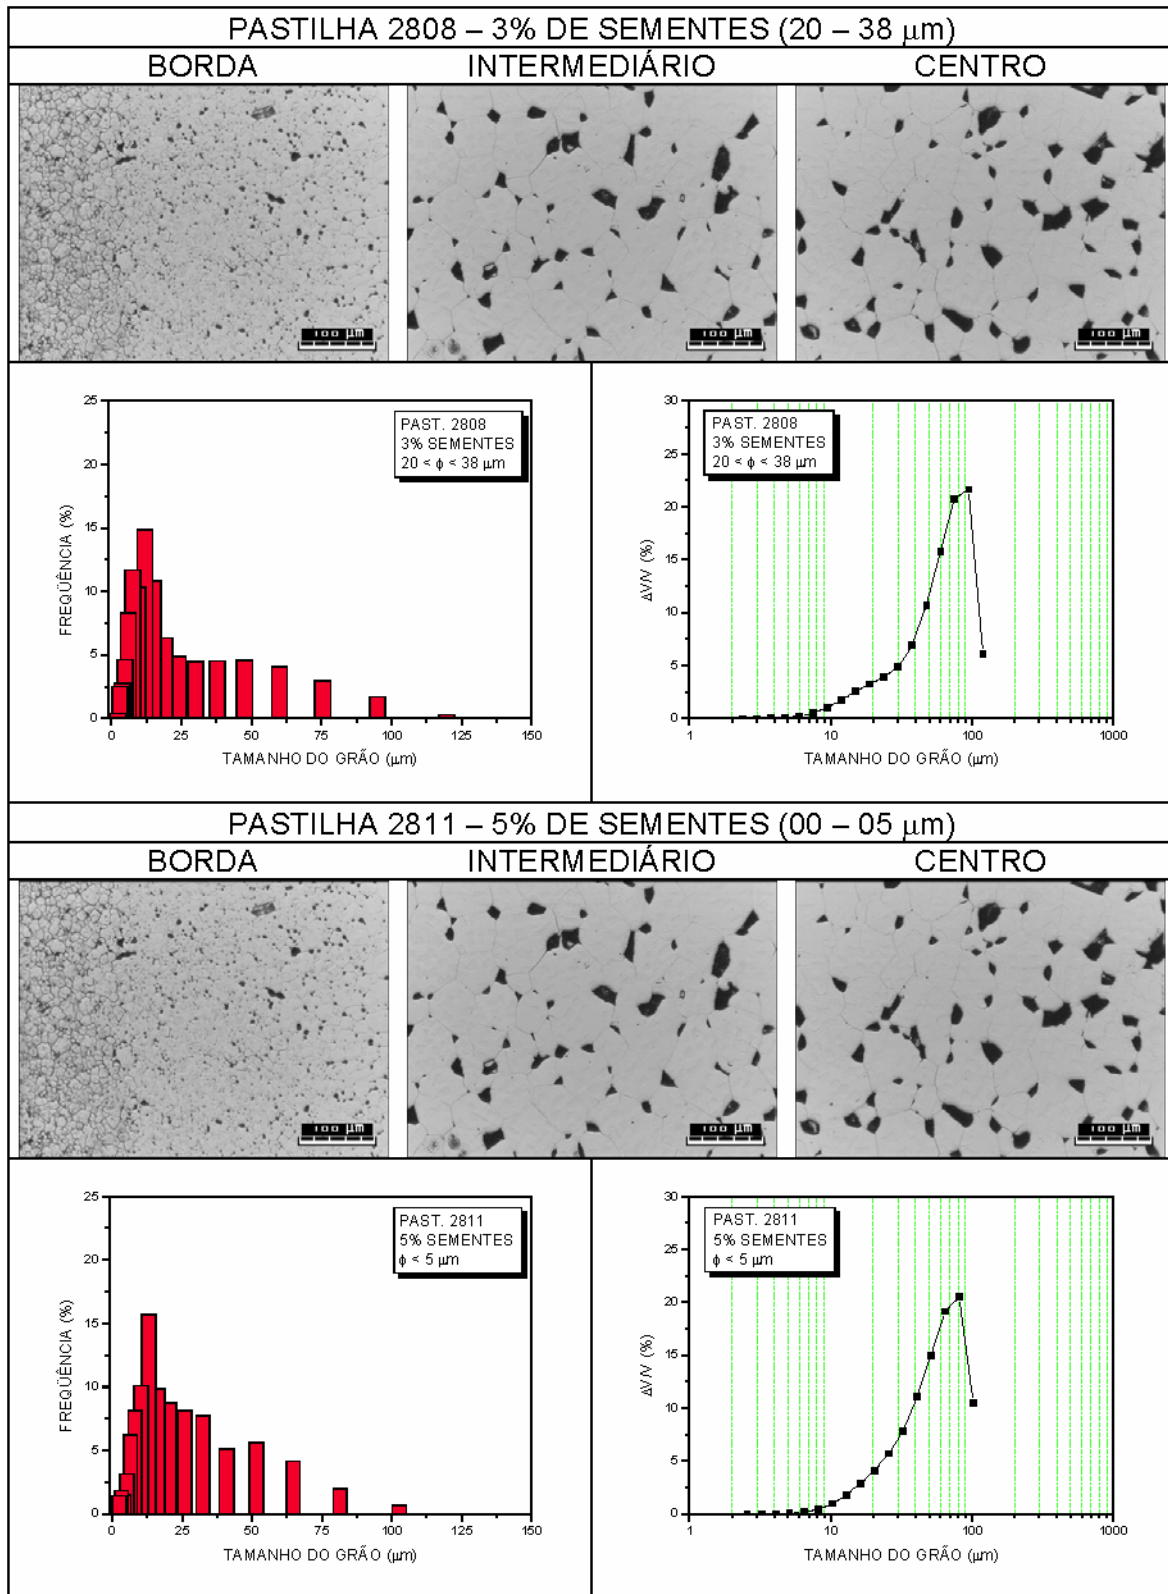 PASTILHA 2808 – 3% DE SEMENTES (20 – 38 μm)
BORDA INTERMEDIÁRIO CENTRO
100 μm 100 μm 100 μm
25
20
15
10
5
0
FREQÜÊNCIA (%)
PAST. 2808
3% SEMENTES
20 < ϕ < 38 μm
0 25 50 75 100 125 150
TAMANHO DO GRÃO (μm)
30
25
20
15
10
5
0
ΔV/V (%)
PAST. 2808
3% SEMENTES
20 < ϕ < 38 μm
1 10 100 1000
TAMANHO DO GRÃO (μm)
PASTILHA 2811 – 5% DE SEMENTES (00 – 05 μm)
BORDA INTERMEDIÁRIO CENTRO
100 μm 100 μm 100 μm
25
20
15
10
5
0
FREQÜÊNCIA (%)
PAST. 2811
5% SEMENTES
ϕ < 5 μm
0 25 50 75 100 125 150
TAMANHO DO GRÃO (μm)
30
25
20
15
10
5
0
ΔV/V (%)
PAST. 2811
5% SEMENTES
ϕ < 5 μm
1 10 100 1000
TAMANHO DO GRÃO (μm)